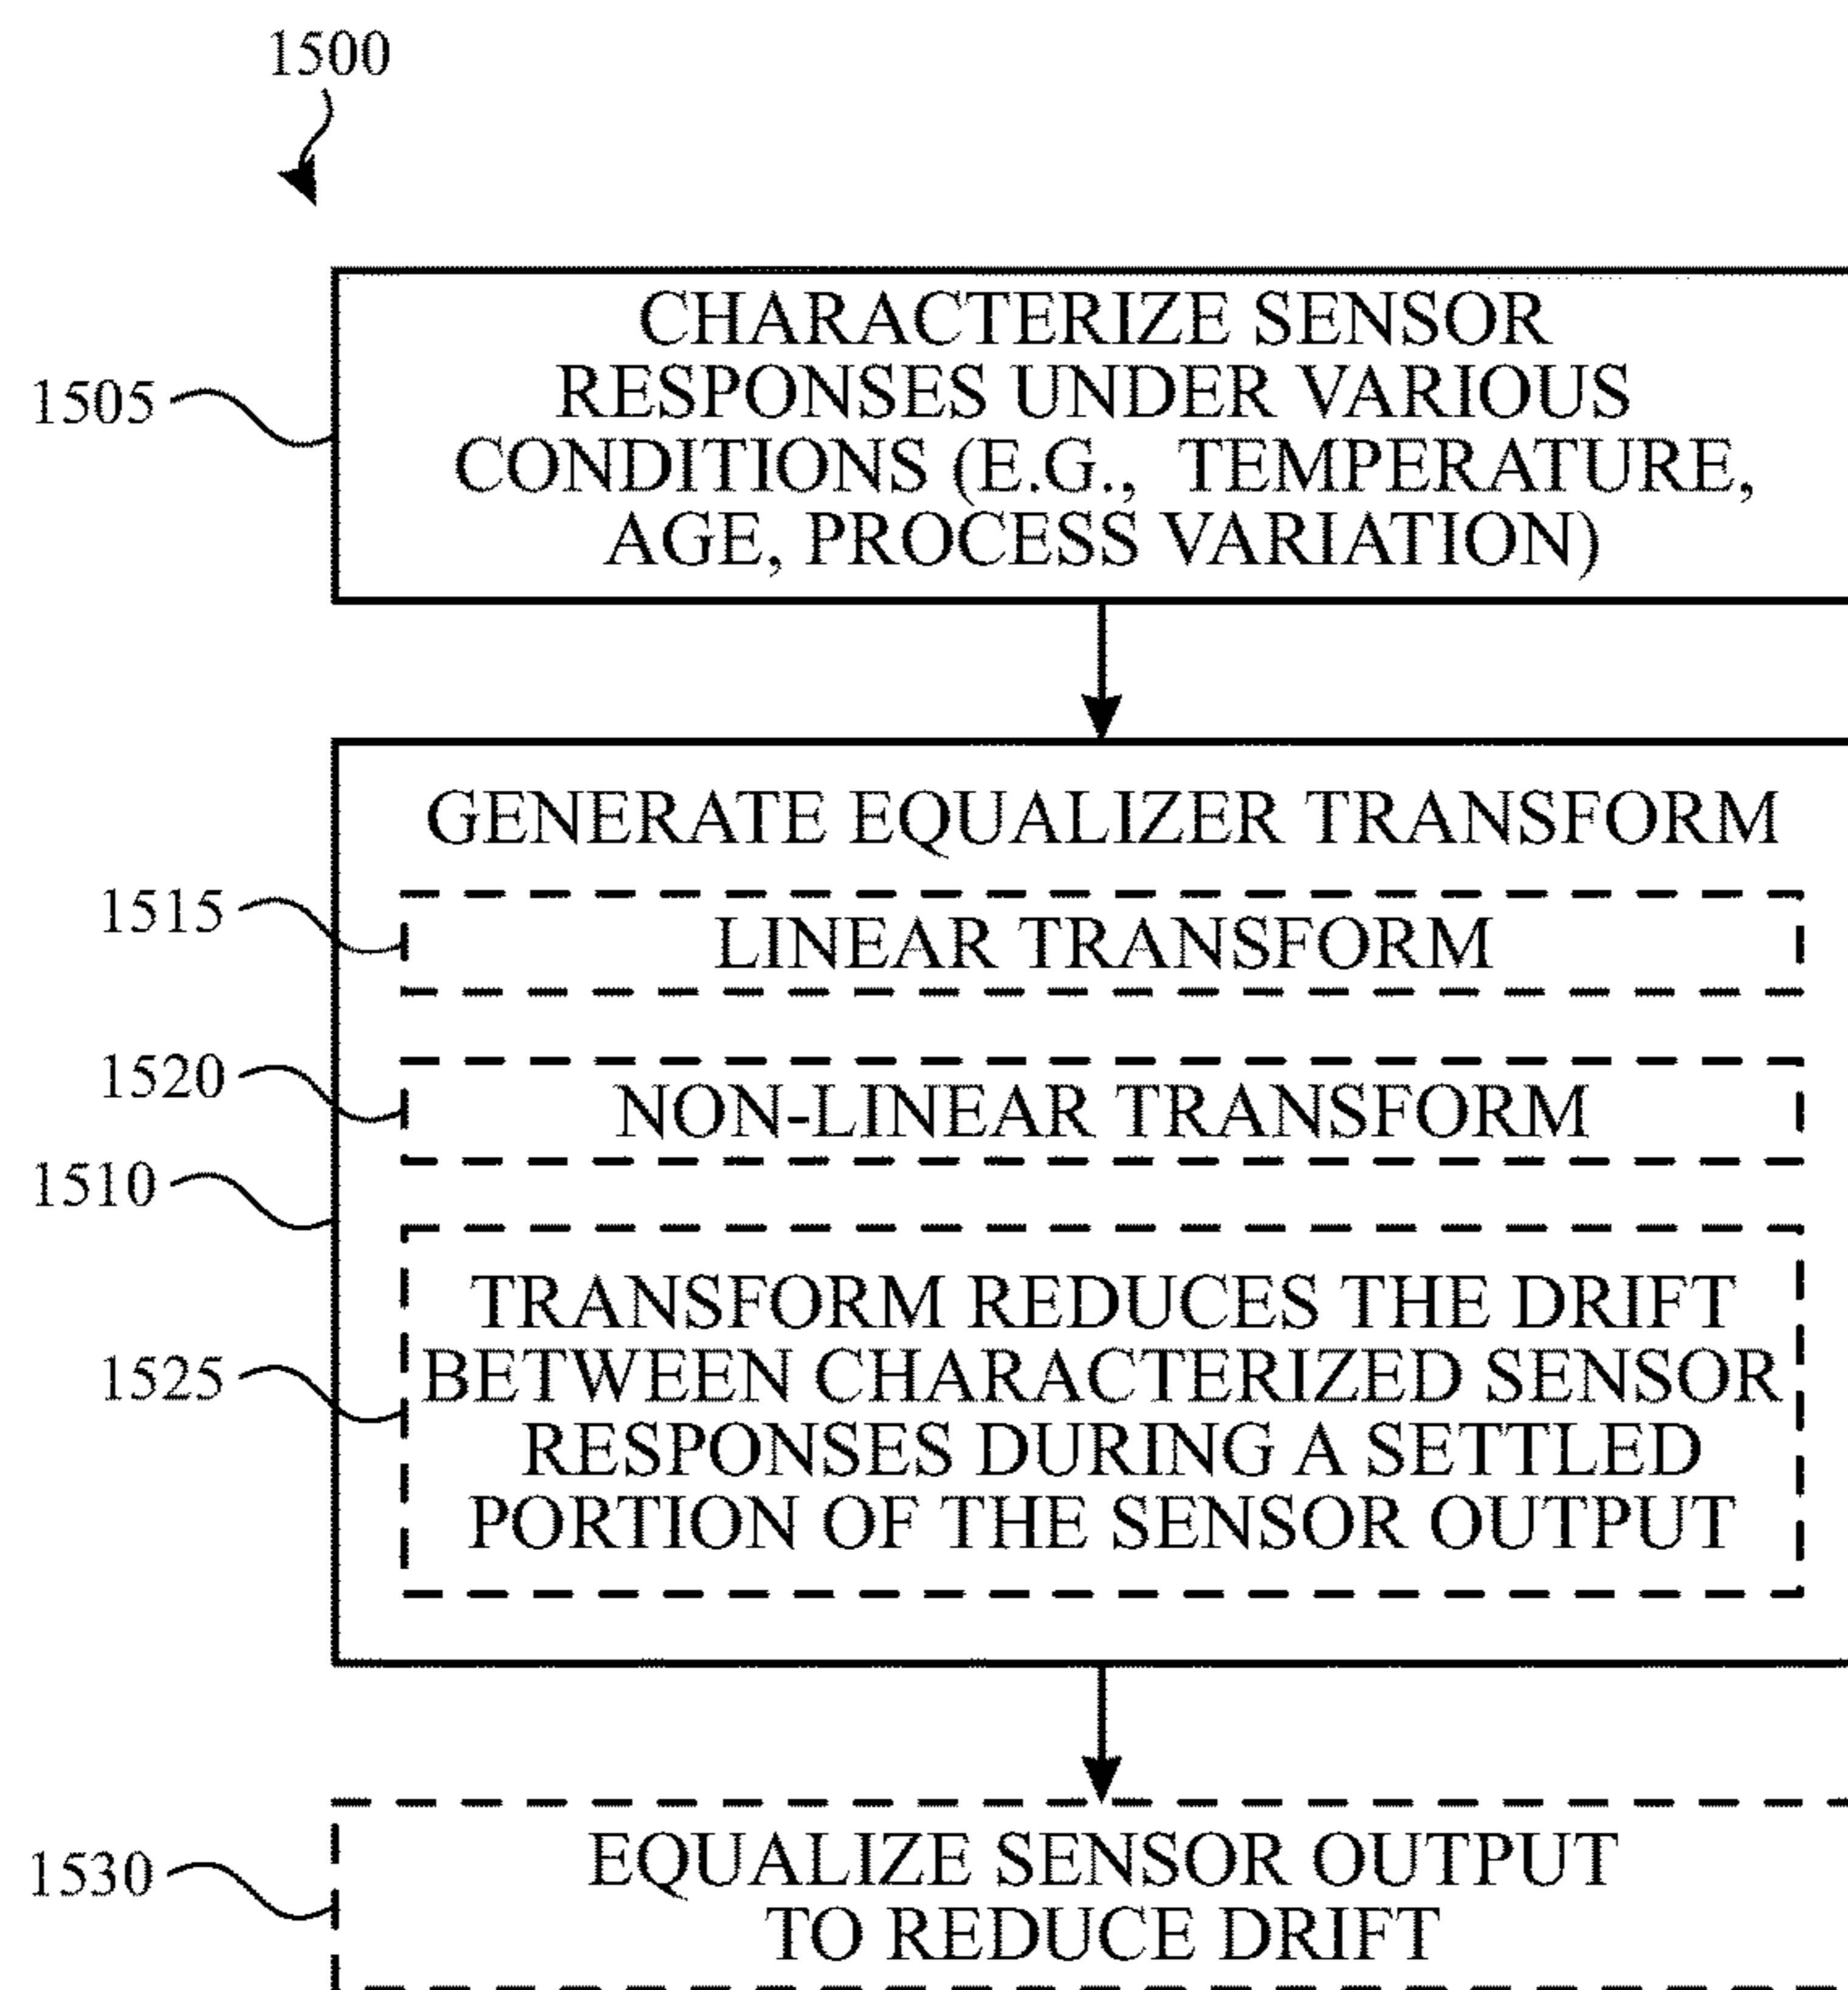 1500
1505
CHARACTERIZE SENSOR
RESPONSES UNDER VARIOUS
CONDITIONS (E.G., TEMPERATURE,
AGE, PROCESS VARIATION)
GENERATE EQUALIZER TRANSFORM
1515
LINEAR TRANSFORM
1520
NON-LINEAR TRANSFORM
1510
1525
TRANSFORM REDUCES THE DRIFT
BETWEEN CHARACTERIZED SENSOR
RESPONSES DURING A SETTLED
PORTION OF THE SENSOR OUTPUT
1530
EQUALIZE SENSOR OUTPUT
TO REDUCE DRIFT